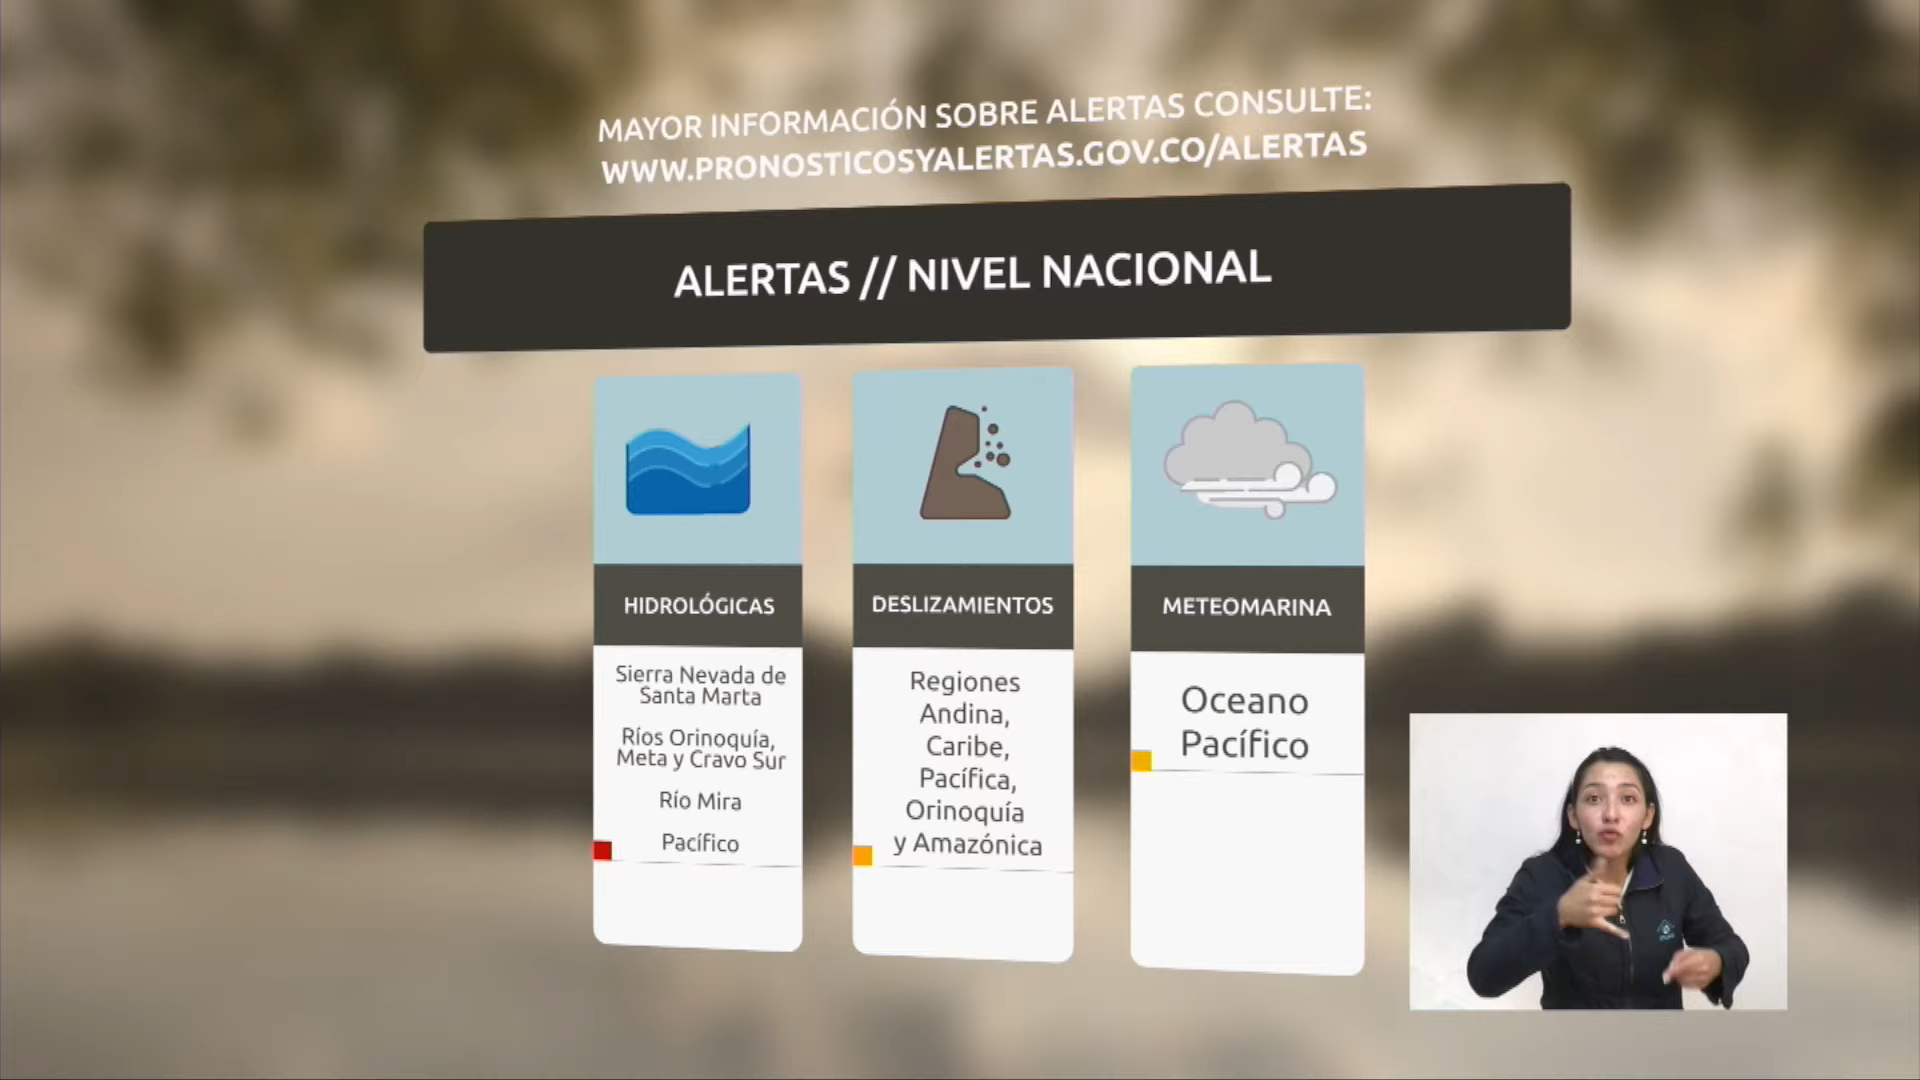 MAYOR INFORMACIÓN SOBRE ALERTAS CONSULTE:
WWW.PRONOSTICOSYALERTAS.GOV.CO/ALERTAS
ALERTAS // NIVEL NACIONAL
HIDROLÓGICAS
Sierra Nevada de
Santa Marta
Ríos Orinoquía,
Meta y Cravo Sur
Río Mira
Pacífico
DESLIZAMIENTOS
Regiones
Andina,
Caribe,
Pacífica,
Orinoquía
y Amazónica
METEOMARINA
Oceano
Pacífico